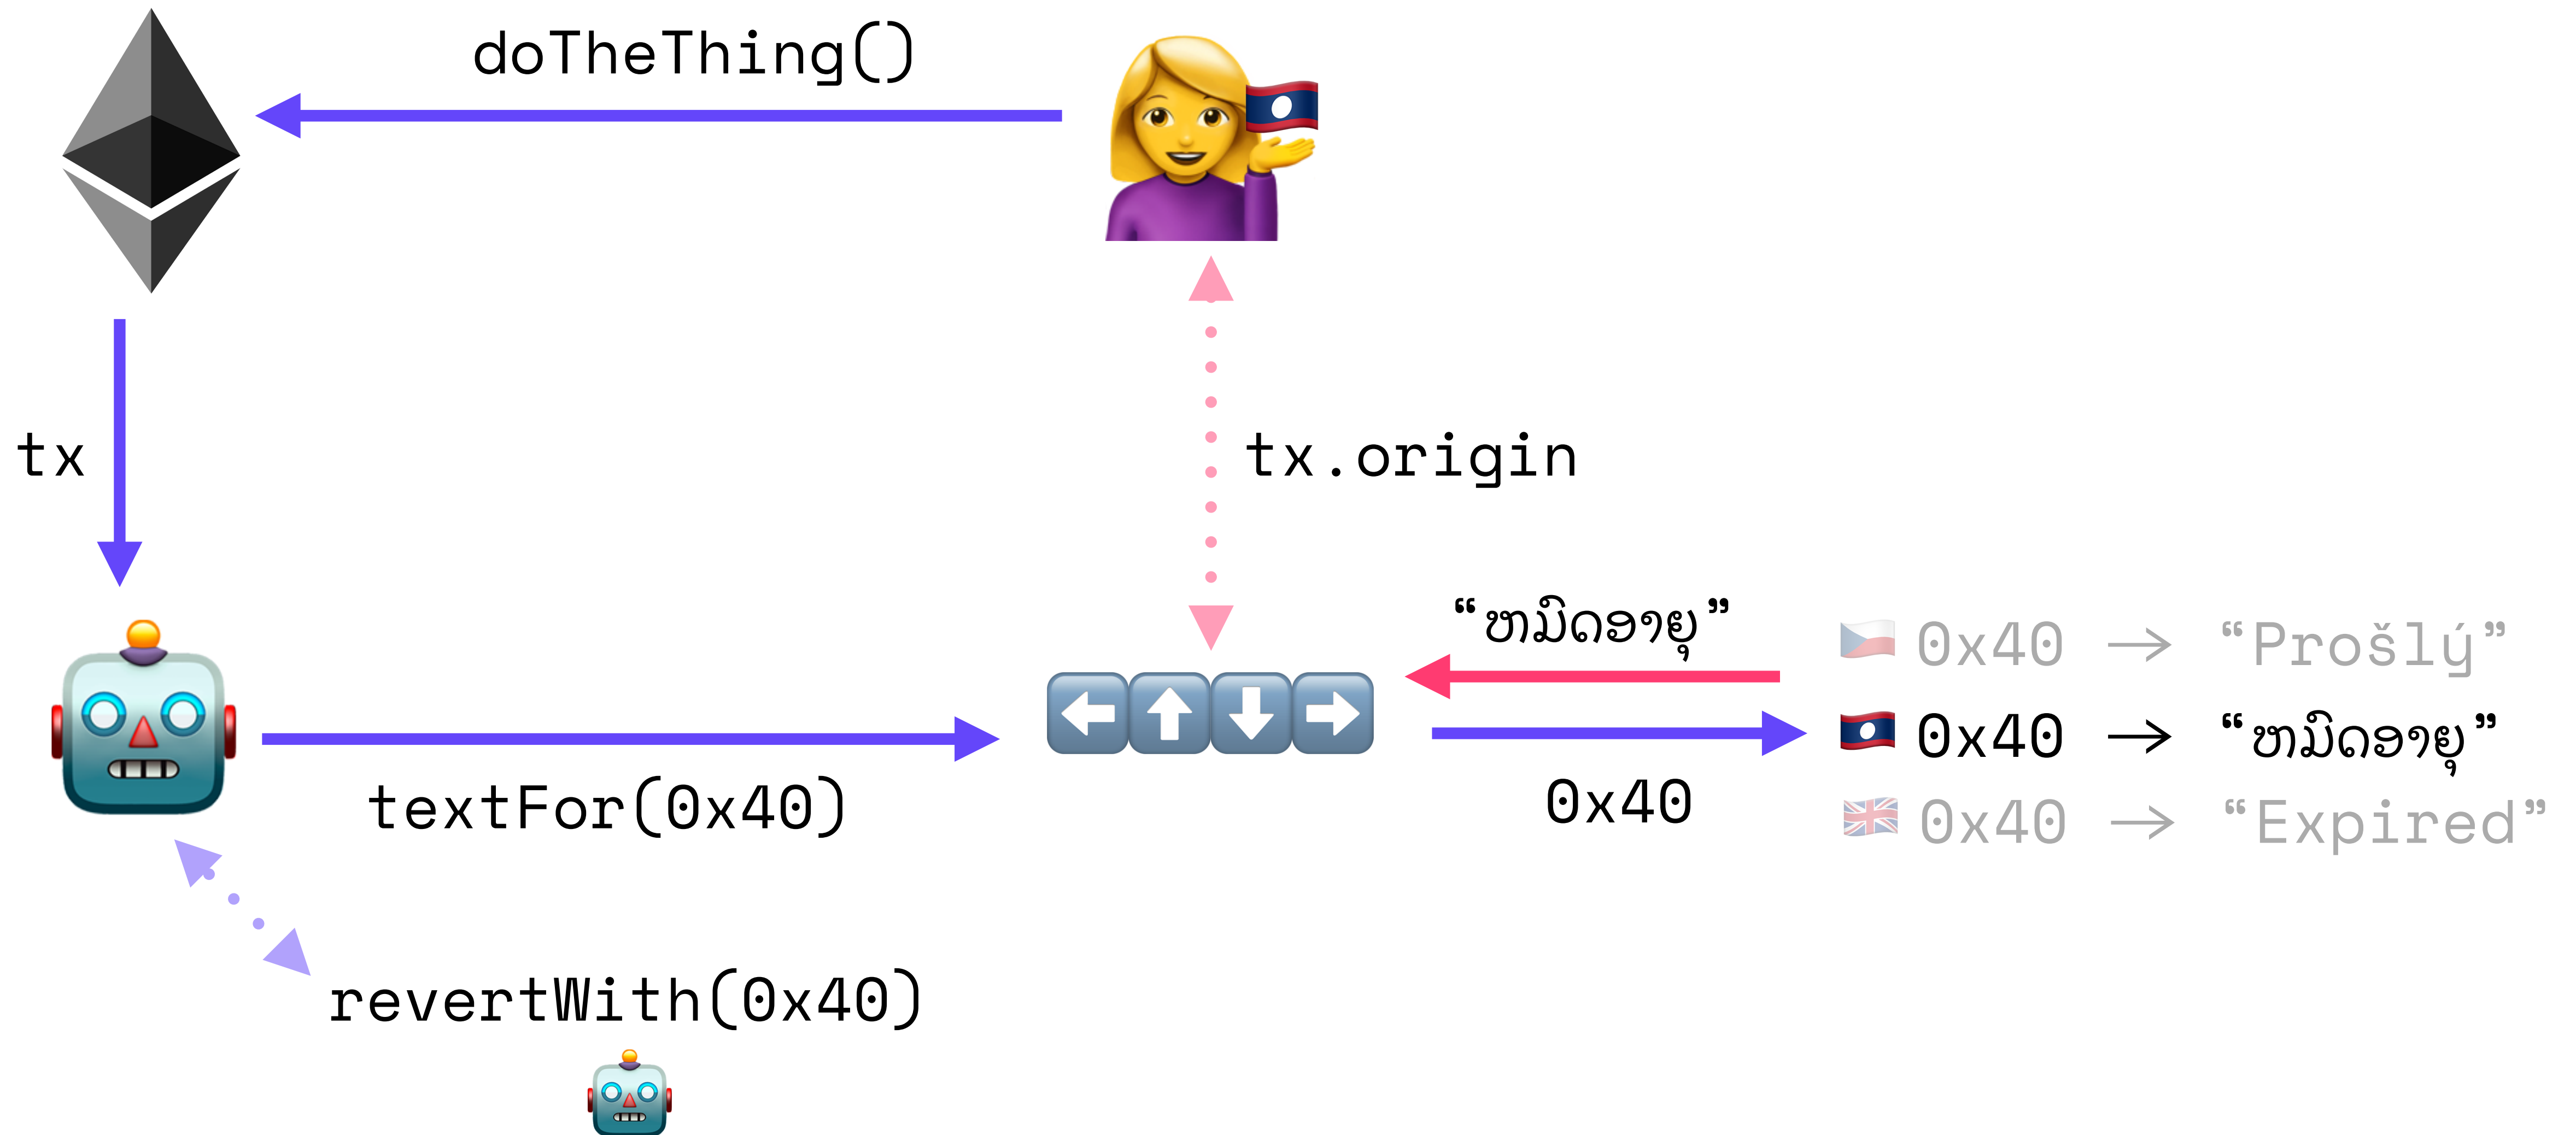 doTheThing()
tx
tx.origin
“ຫມົດອາຍຸ”
0x40 → “Prošlý”
0x40 → “ຫມົດອາຍຸ”
0x40 → “Expired”
textFor(0x40)
0x40
revertWith(0x40)